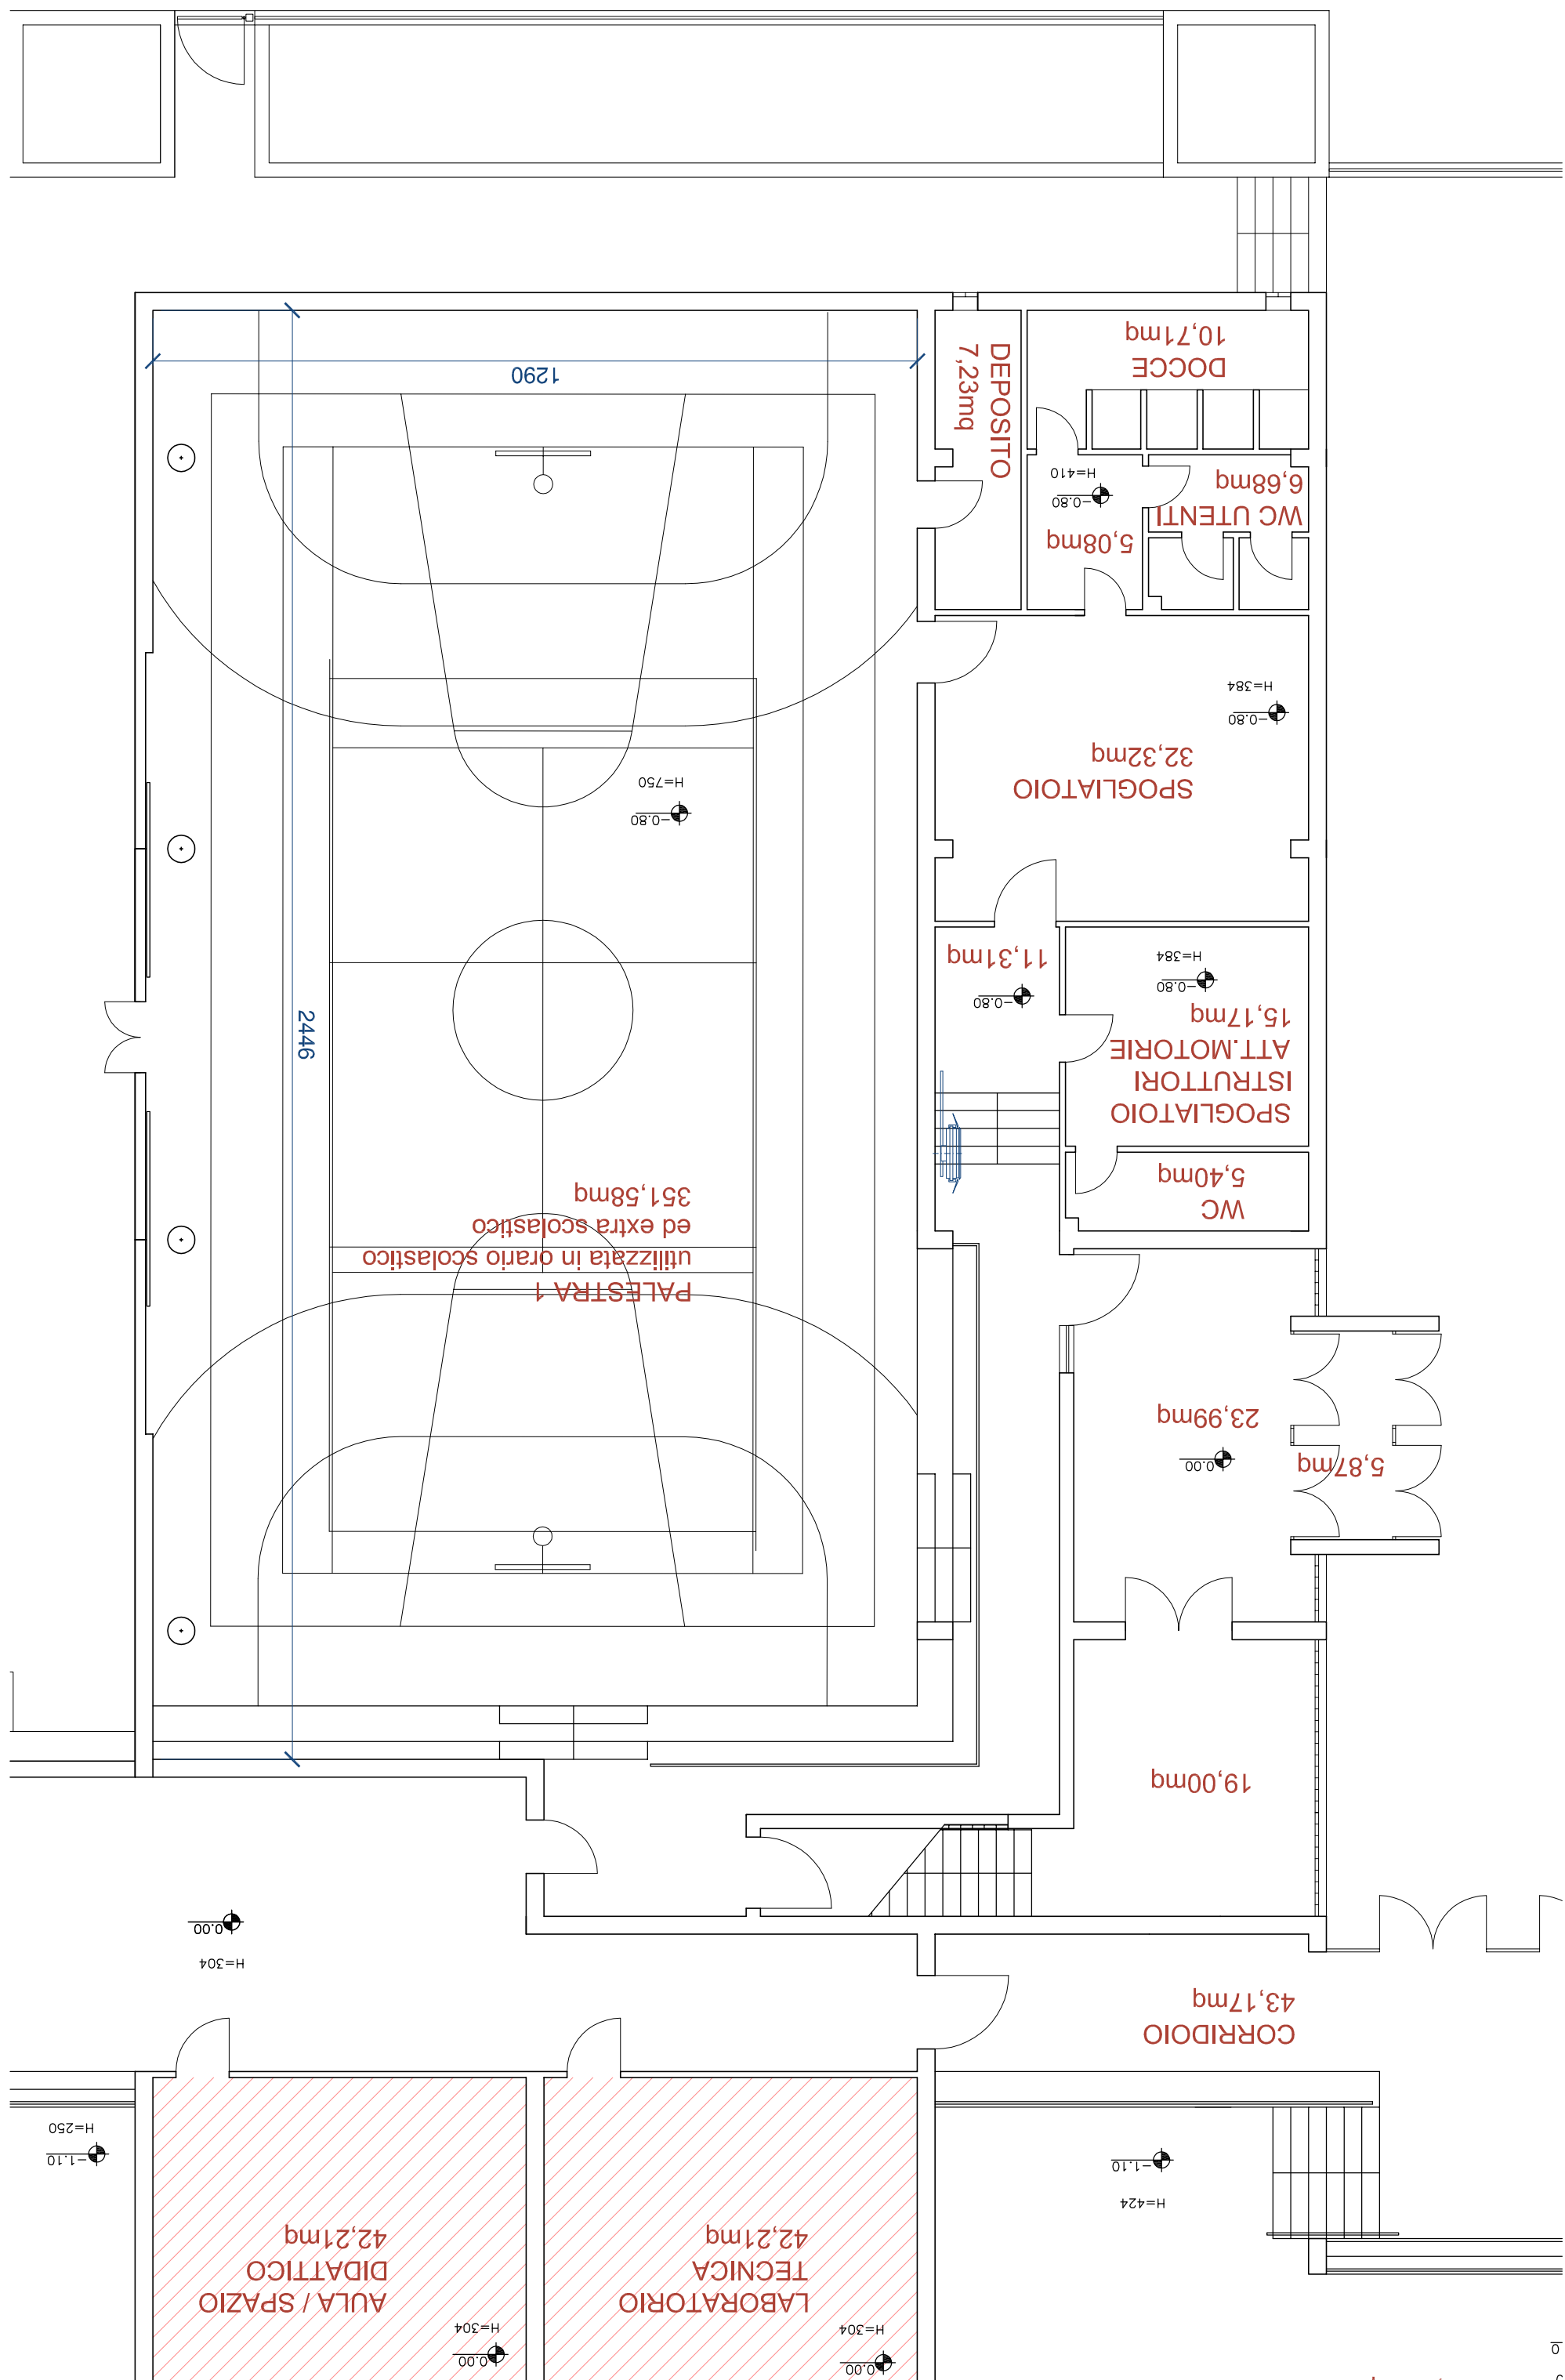 0.00
H=304
0.00
H=304
LABORATORIO
TECNICA
42,21mq
AULA / SPAZIO
DIDATTICO
42,21mq
H=424
-1.10
-1.10
H=250
CORRIDOIO
43,17mq
H=304
0.00
19,00mq
5,87mq
0.00
23,99mq
PALESTRA 1
utilizzata in orario scolastico
ed extra scolastico
351,58mq
WC
5,40mq
SPOGLIATOIO
ISTRUTTORI
ATT.MOTORIE
15,17mq
-0.80
H=384
-0.80
11,31mq
2446
SPOGLIATOIO
32,32mq
-0.80
H=384
-0.80
H=750
WC UTENTI
6,68mq
5,08mq
-0.80
H=410
DEPOSITO
7,23mq
DOCCE
10,71mq
1290